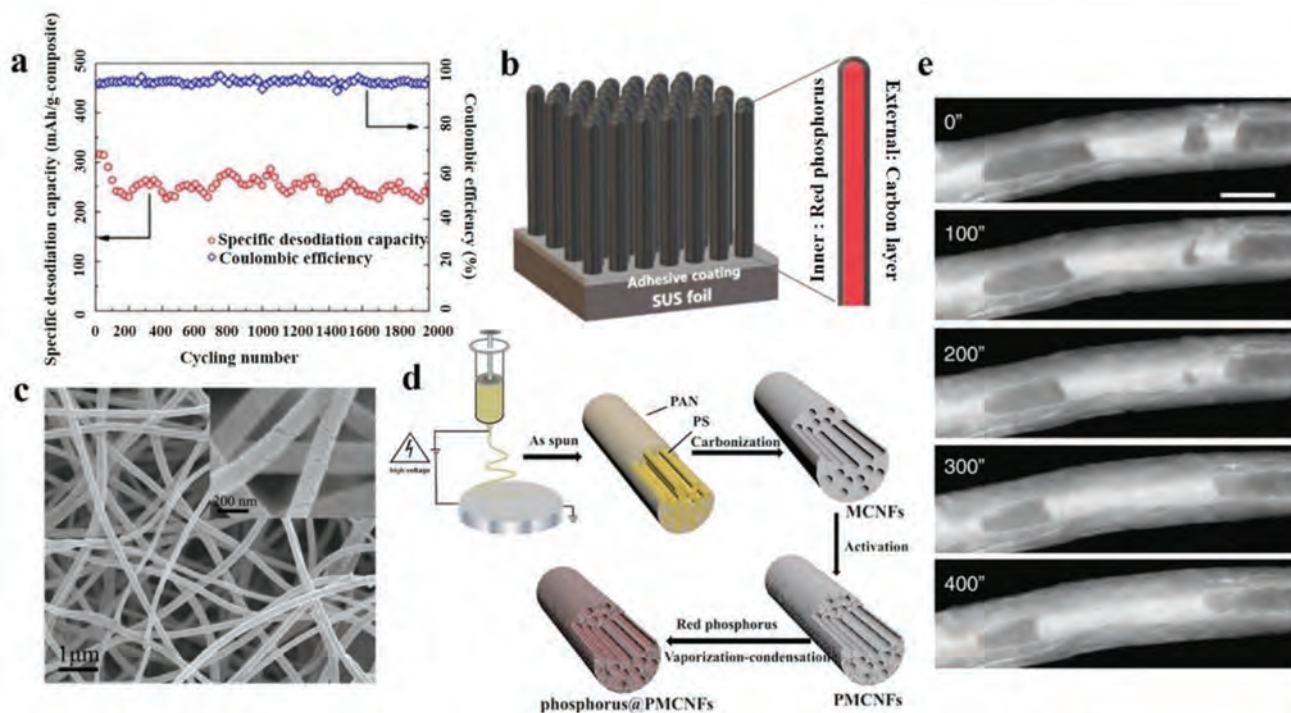 a
Specific desodiation capacity (mAh/g-composite)
500
400
300
200
100
0
0 200 400 600 800 1000 1200 1400 1600 1800 2000
Cycling number
Coulombic efficiency (%)
100
80
60
40
20
0
Specific desodiation capacity
Coulombic efficiency
b
Adhesive coating
SUS foil
Inner : Red phosphorus
External: Carbon layer
c
200 nm
1μm
d
high voltage
As spun
PAN
PS
Carbonization
MCNFs
Activation
PMCNFs
Red phosphorus
Vaporization-condensation
phosphorus@PMCNFs
e
0"
100"
200"
300"
400"